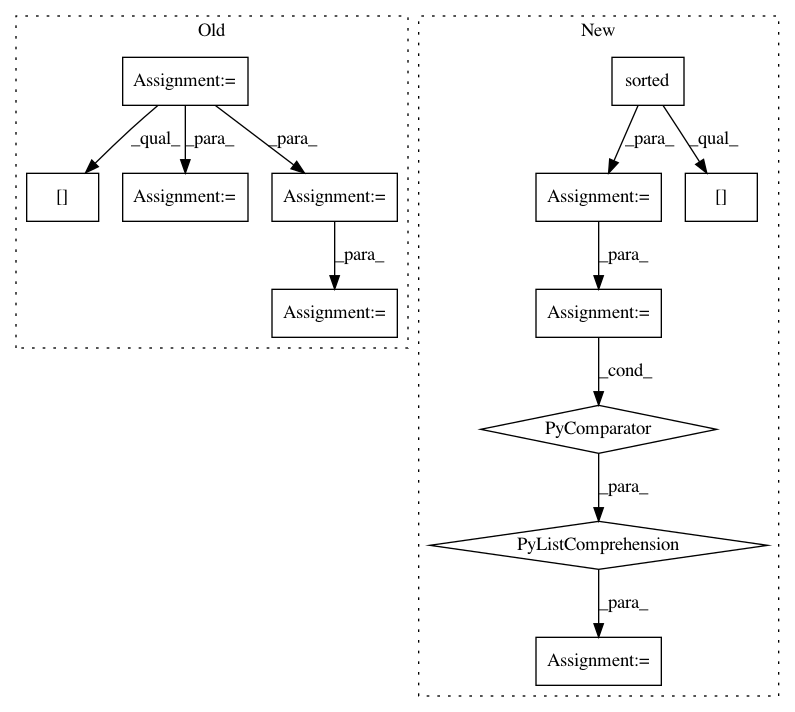 Old
New
Assignment:=
sorted
_qual_
_para_
_para_
_para_
_qual_
[]
Assignment:=
Assignment:=
Assignment:=
[]
_para_
_para_
Assignment:=
Assignment:=
_cond_
PyComparator
_para_
PyListComprehension
_para_
Assignment:=